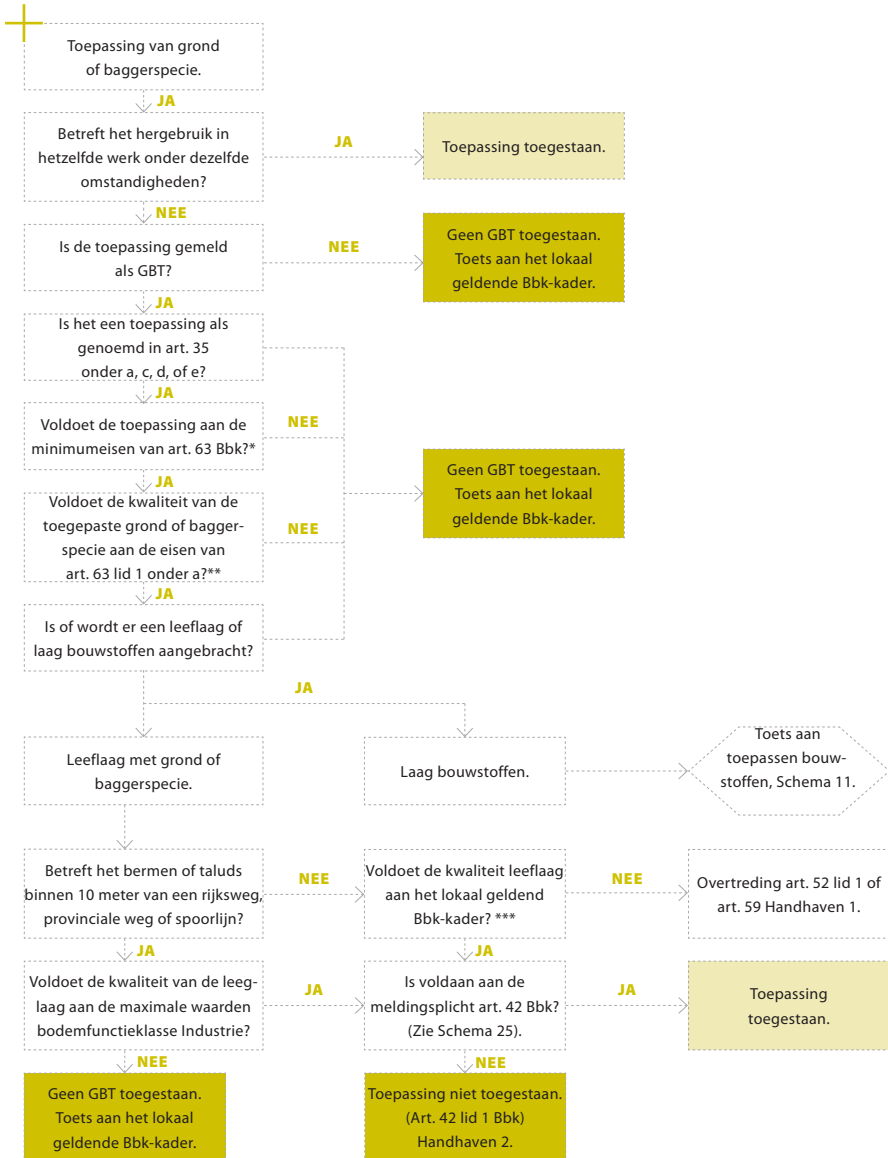 Toepassing van grond
of baggerspecie.
JA
Betreft het hergebruik in
hetzelfde werk onder dezelfde
omstandigheden?
JA
Toepassing toegestaan.
NEE
Is de toepassing gemeld
als GBT?
NEE
Geen GBT toegestaan.
Toets aan het lokaal
geldende Bbk-kader.
JA
Is het een toepassing als
genoemd in art. 35
onder a, c, d, of e?
JA
Voldoet de toepassing aan de
minimumeisen van art. 63 Bbk?*
NEE
JA
Voldoet de kwaliteit van de
toegepaste grond of bagger-
specie aan de eisen van
art. 63 lid 1 onder a?**
NEE
Geen GBT toegestaan.
Toets aan het lokaal
geldende Bbk-kader.
JA
Is of wordt er een leeflaag of
laag bouwstoffen aangebracht?
JA
Leeflaag met grond of
baggerspecie.
Laag bouwstoffen.
Toets aan
toepassen bouw-
stoffen, Schema 11.
Betreft het bermen of taluds
binnen 10 meter van een rijksweg,
provinciale weg of spoorlijn?
NEE
Voldoet de kwaliteit leeflaag
aan het lokaal geldend
Bbk-kader? ***
NEE
Overtreding art. 52 lid 1 of
art. 59 Handhaven 1.
JA
JA
Voldoet de kwaliteit van de leeg-
laag aan de maximale waarden
bodemfunctieklasse Industrie?
JA
Is voldaan aan de
meldingsplicht art. 42 Bbk?
(Zie Schema 25).
JA
Toepassing
toegestaan.
NEE
NEE
Geen GBT toegestaan.
Toets aan het lokaal
geldende Bbk-kader.
Toepassing niet toegestaan.
(Art. 42 lid 1 Bbk)
Handhaven 2.